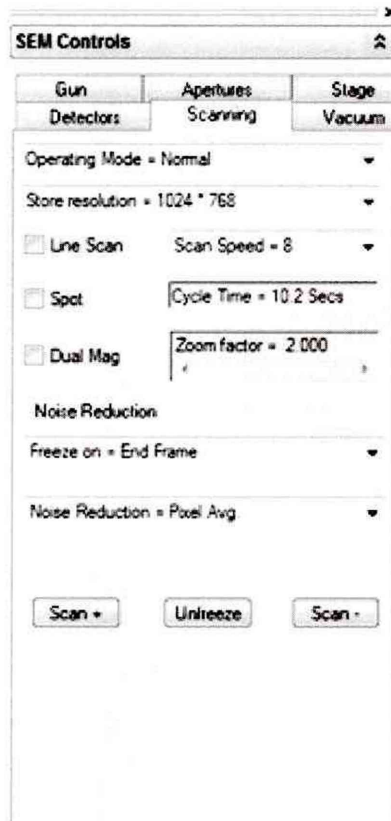 SEM Controls
Gun Apertures Stage
Detectors Scanning Vacuum
Operating Mode = Normal
Store resolution = 1024 * 768
Line Scan Scan Speed = 8
Spot Cycle Time = 10.2 Secs
Dual Mag Zoom factor = 2.000
Noise Reduction
Freeze on = End Frame
Noise Reduction = Pixel Avg.
Scan + Unfreeze Scan -